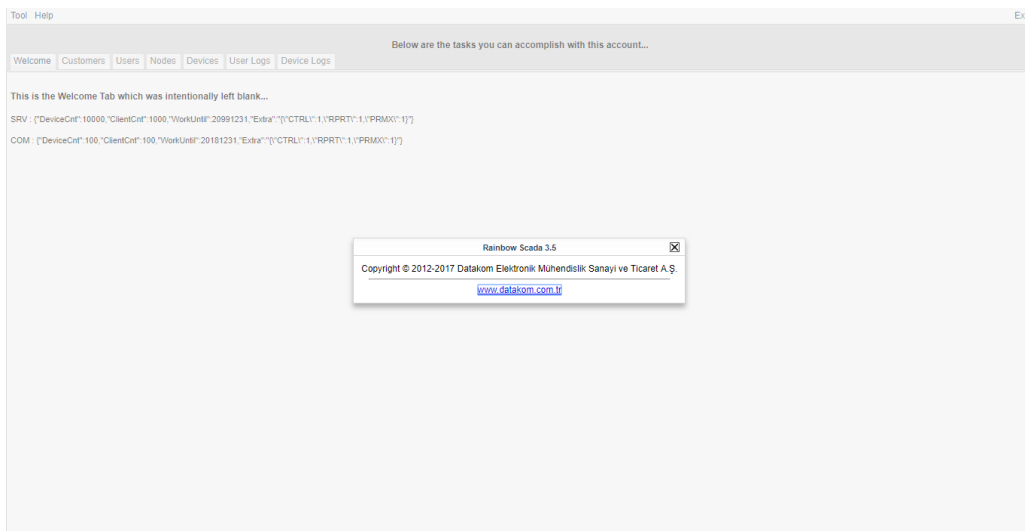 Tool Help Ex
Below are the tasks you can accomplish with this account...
Welcome Customers Users Nodes Devices User Logs Device Logs
This is the Welcome Tab which was intentionally left blank...
SRV : {"DeviceCnt":10000,"ClientCnt":1000,"WorkUntil":20991231,"Extra":"{\"CTRL\":1,\"RPRT\":1,\"PRMX\":1}"}
COM : {"DeviceCnt":100,"ClientCnt":100,"WorkUntil":20181231,"Extra":"{\"CTRL\":1,\"RPRT\":1,\"PRMX\":1}"}
Rainbow Scada 3.5
Copyright © 2012-2017 Datakom Elektronik Mühendislik Sanayi ve Ticaret A.Ş.
www.datakom.com.tr